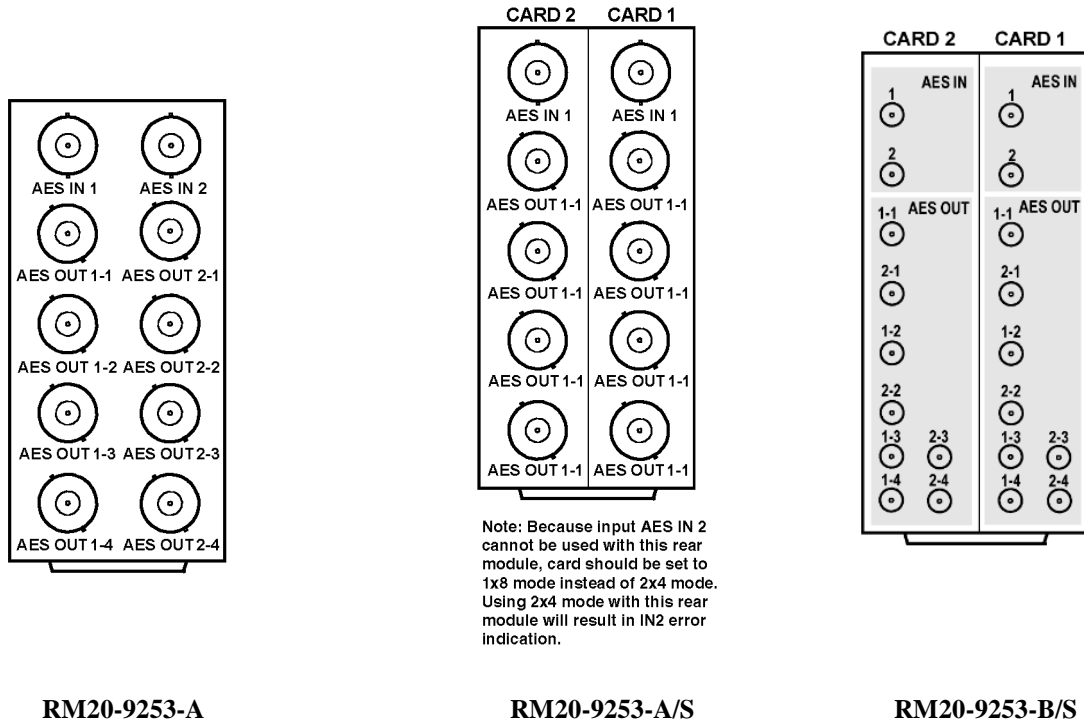 AES IN 1 AES IN 2
AES OUT 1-1 AES OUT 2-1
AES OUT 1-2 AES OUT 2-2
AES OUT 1-3 AES OUT 2-3
AES OUT 1-4 AES OUT 2-4
RM20-9253-A
CARD 2 CARD 1
AES IN 1 AES IN 1
AES OUT 1-1 AES OUT 1-1
AES OUT 1-1 AES OUT 1-1
AES OUT 1-1 AES OUT 1-1
AES OUT 1-1 AES OUT 1-1
Note: Because input AES IN 2
cannot be used with this rear
module, card should be set to
1x8 mode instead of 2x4 mode.
Using 2x4 mode with this rear
module will result in IN2 error
indication.
RM20-9253-A/S
CARD 2 CARD 1
AES IN AES IN
1 1
2 2
1-1 AES OUT 1-1 AES OUT
2-1 2-1
1-2 1-2
2-2 2-2
1-3 2-3 1-3 2-3
1-4 2-4 1-4 2-4
RM20-9253-B/S